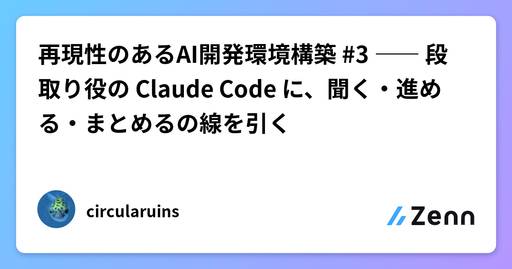 再現性のあるAI開発環境構築 #3 —— 段
取り役の Claude Code に、聞く・進め
る・まとめるの線を引く
circularuins
Zenn